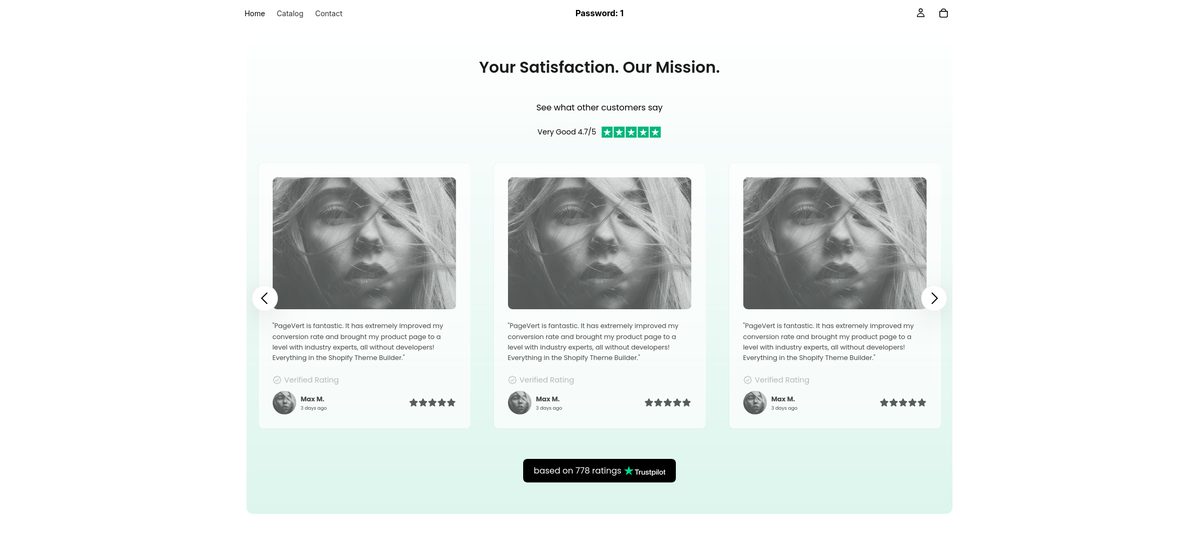 Home Catalog Contact Password: 1
Your Satisfaction. Our Mission.
See what other customers say
Very Good 4.7/5
"PageVert is fantastic. It has extremely improved my
conversion rate and brought my product page to a
level with industry experts, all without developers!
Everything in the Shopify Theme Builder."
Verified Rating
Max M.
3 days ago
"PageVert is fantastic. It has extremely improved my
conversion rate and brought my product page to a
level with industry experts, all without developers!
Everything in the Shopify Theme Builder."
Verified Rating
Max M.
3 days ago
"PageVert is fantastic. It has extremely improved my
conversion rate and brought my product page to a
level with industry experts, all without developers!
Everything in the Shopify Theme Builder."
Verified Rating
Max M.
3 days ago
based on 778 ratings Trustpilot